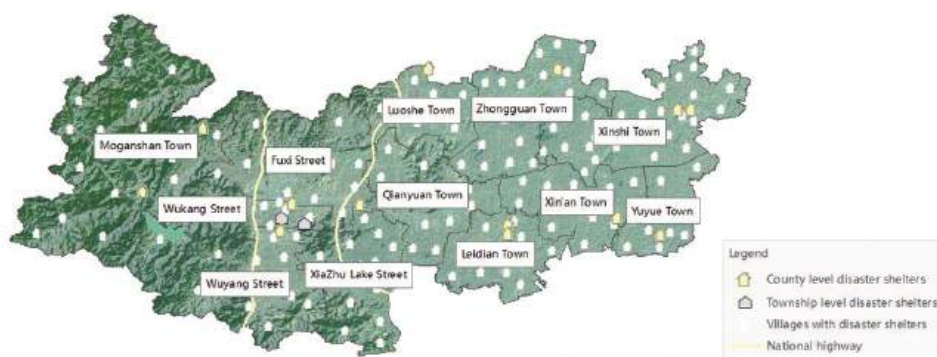 Luoshe Town
Zhongguan Town
Xinshi Town
Moganshan Town
Fuxi Street
Qianyuan Town
Xin'an Town
Wukang Street
Yuyue Town
Leidian Town
Wuyang Street
XiaZhu Lake Street
Legend
County level disaster shelters
Township level disaster shelters
Villages with disaster shelters
National highway